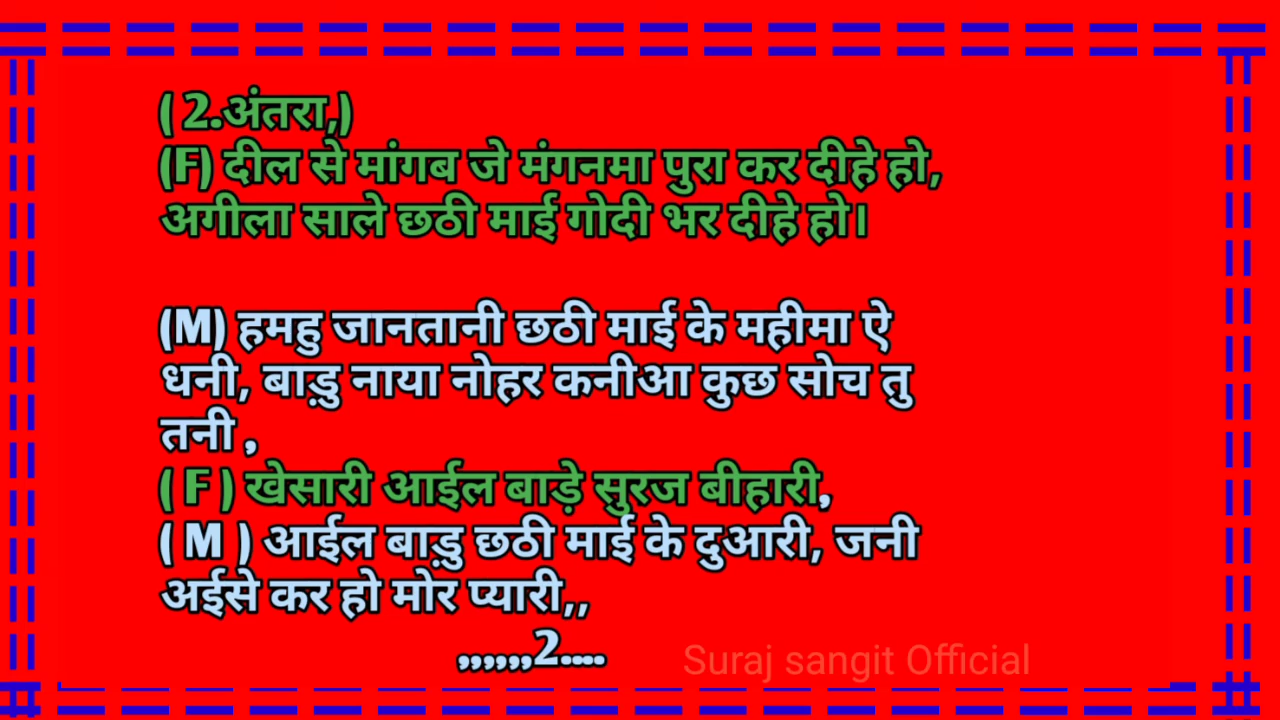 ( 2.अंतरा,)
(F) दील से मांगब जे मंगनमा पुरा कर दीहे हो,
अगीला साले छठी माई गोदी भर दीहे हो।
(M) हमहु जानतानी छठी माई के महीमा ऐ
धनी, बाड़ु नाया नोहर कनीआ कुछ सोच तु
तनी ,
( F ) खेसारी आईल बाड़े सुरज बीहारी,
( M ) आईल बाड़ु छठी माई के दुआरी, जनी
अईसे कर हो मोर प्यारी,,
,,,,,,2....
Suraj sangit Official